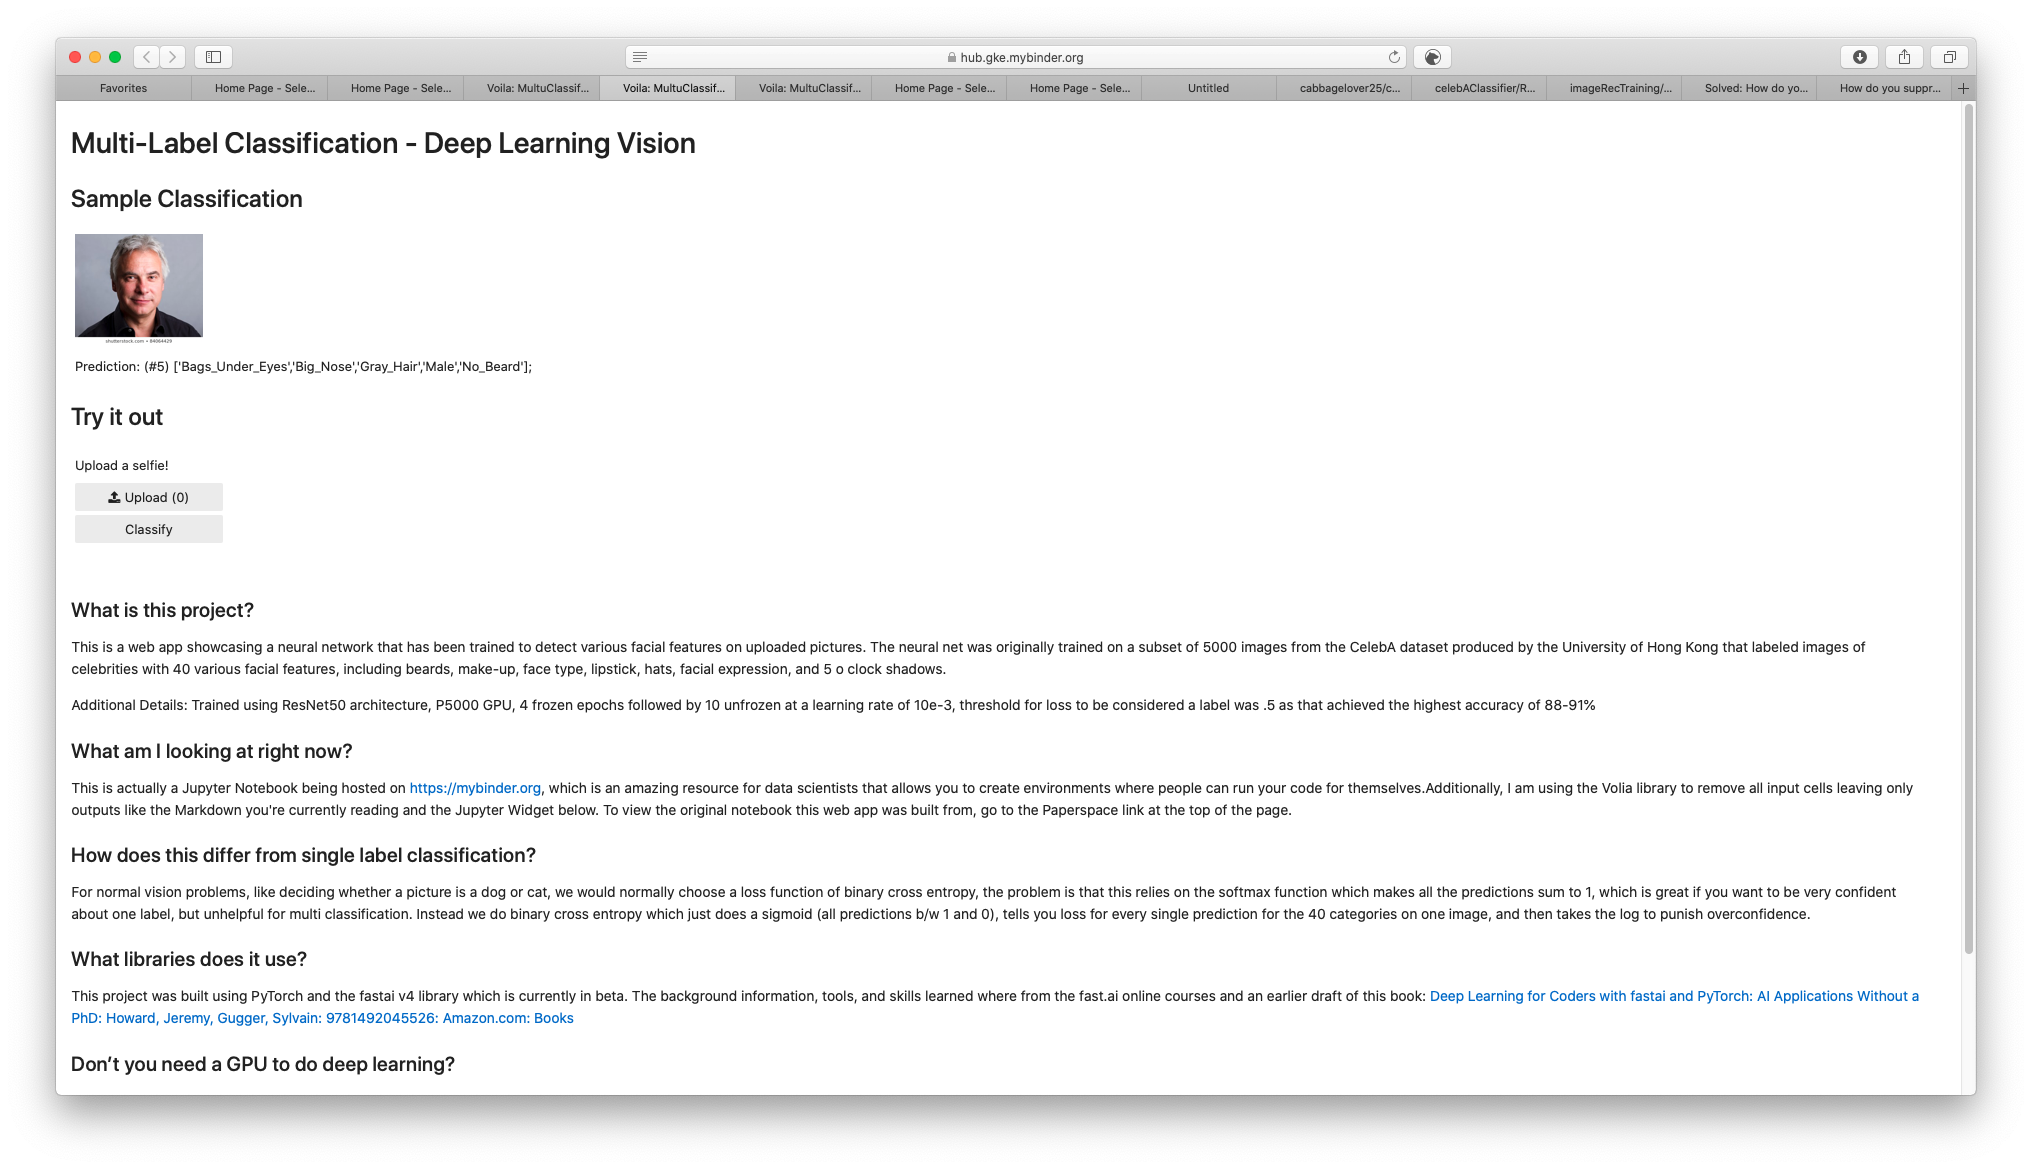 hub.gke.mybinder.org
Favorites
Home Page - Sele...
Home Page - Sele...
Voila: MultuClassif...
Voila: MultuClassif...
Voila: MultuClassif...
Home Page - Sele...
Home Page - Sele...
Untitled
cabbagelover25/c...
celebAClassifier/R...
imageRecTraining/...
Solved: How do yo...
How do you suppr...
Multi-Label Classification - Deep Learning Vision
Sample Classification
shutterstock.com • 84064429
Prediction: (#5) ['Bags_Under_Eyes','Big_Nose','Gray_Hair','Male','No_Beard'];
Try it out
Upload a selfie!
Upload (0)
Classify
What is this project?
This is a web app showcasing a neural network that has been trained to detect various facial features on uploaded pictures. The neural net was originally trained on a subset of 5000 images from the CelebA dataset produced by the University of Hong Kong that labeled images of
celebrities with 40 various facial features, including beards, make-up, face type, lipstick, hats, facial expression, and 5 o clock shadows.
Additional Details: Trained using ResNet50 architecture, P5000 GPU, 4 frozen epochs followed by 10 unfrozen at a learning rate of 10e-3, threshold for loss to be considered a label was .5 as that achieved the highest accuracy of 88-91%
What am I looking at right now?
This is actually a Jupyter Notebook being hosted on https://mybinder.org, which is an amazing resource for data scientists that allows you to create environments where people can run your code for themselves.Additionally, I am using the Volia library to remove all input cells leaving only
outputs like the Markdown you're currently reading and the Jupyter Widget below. To view the original notebook this web app was built from, go to the Paperspace link at the top of the page.
How does this differ from single label classification?
For normal vision problems, like deciding whether a picture is a dog or cat, we would normally choose a loss function of binary cross entropy, the problem is that this relies on the softmax function which makes all the predictions sum to 1, which is great if you want to be very confident
about one label, but unhelpful for multi classification. Instead we do binary cross entropy which just does a sigmoid (all predictions b/w 1 and 0), tells you loss for every single prediction for the 40 categories on one image, and then takes the log to punish overconfidence.
What libraries does it use?
This project was built using PyTorch and the fastai v4 library which is currently in beta. The background information, tools, and skills learned where from the fast.ai online courses and an earlier draft of this book: Deep Learning for Coders with fastai and PyTorch: AI Applications Without a
PhD: Howard, Jeremy, Gugger, Sylvain: 9781492045526: Amazon.com: Books
Don’t you need a GPU to do deep learning?